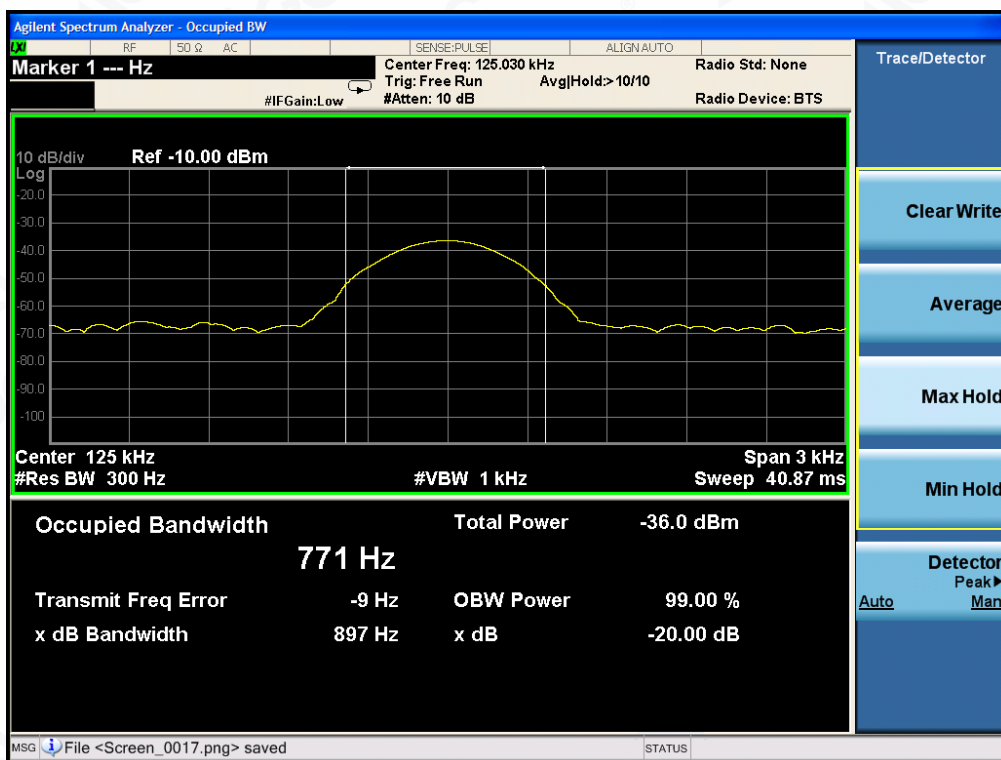 Agilent Spectrum Analyzer - Occupied BW
LXI RF 50 Ω AC SENSE:PULSE ALIGN AUTO
Marker 1 --- Hz
Center Freq: 125.030 kHz Radio Std: None
Trig: Free Run Avg|Hold:>10/10
#IFGain:Low #Atten: 10 dB Radio Device: BTS
10 dB/div Ref -10.00 dBm
Log
-20.0
-30.0
-40.0
-50.0
-60.0
-70.0
-80.0
-90.0
-100
Center 125 kHz Span 3 kHz
#Res BW 300 Hz #VBW 1 kHz Sweep 40.87 ms
Occupied Bandwidth Total Power -36.0 dBm
771 Hz
Transmit Freq Error -9 Hz OBW Power 99.00 %
x dB Bandwidth 897 Hz x dB -20.00 dB
MSG File <Screen_0017.png> saved STATUS
Trace/Detector
Clear Write
Average
Max Hold
Min Hold
Detector
Peak
Auto Man